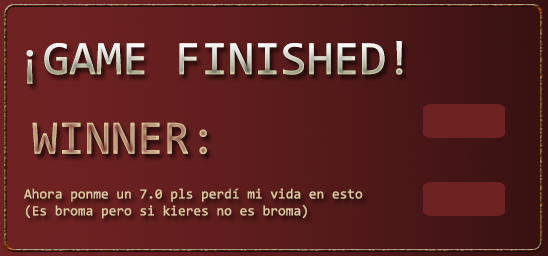 ¡GAME FINISHED!
WINNER:
Ahora ponme un 7.0 pls perdí mi vida en esto
(Es broma pero si kieres no es broma)